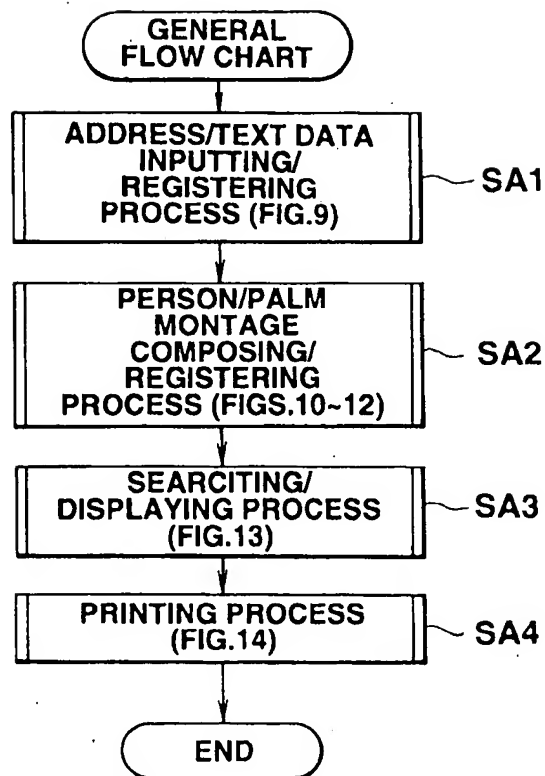 GENERAL
FLOW CHART
ADDRESS/TEXT DATA
INPUTTING/
REGISTERING
PROCESS (FIG.9)
SA1
PERSON/PALM
MONTAGE
COMPOSING/
REGISTERING
PROCESS (FIGS.10~12)
SA2
SEARCITING/
DISPLAYING PROCESS
(FIG.13)
SA3
PRINTING PROCESS
(FIG.14)
SA4
END